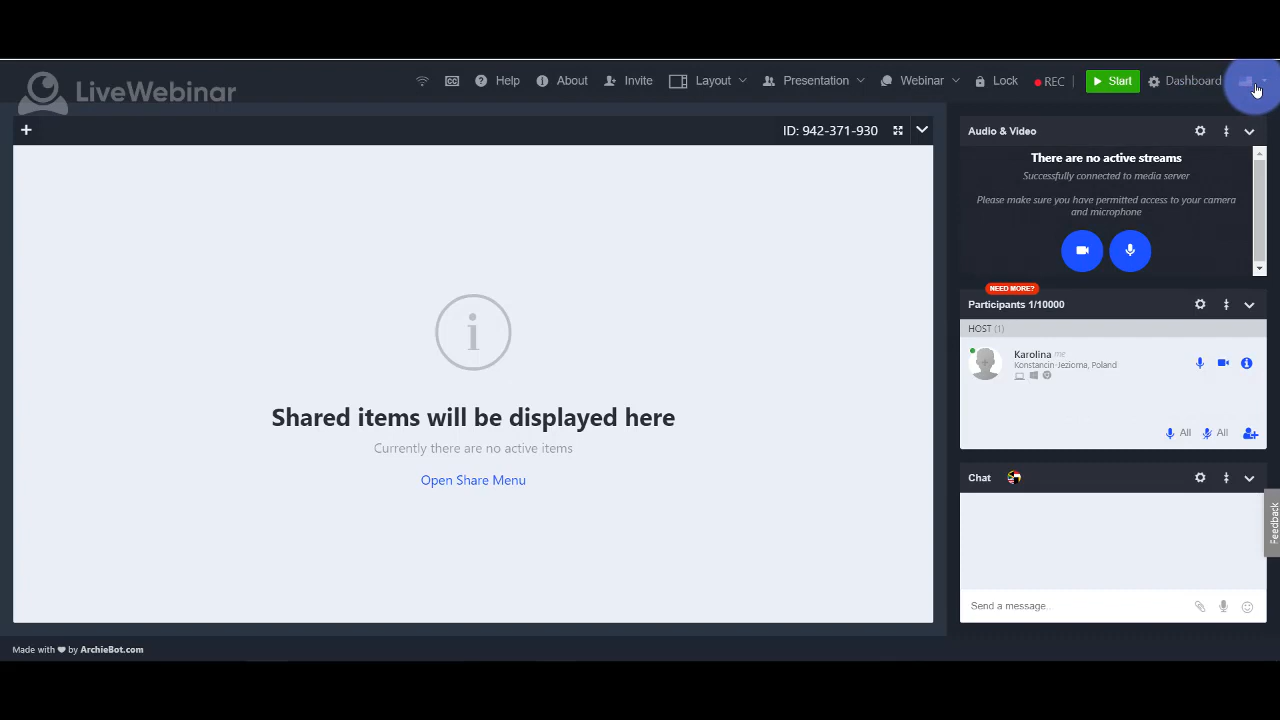 LiveWebinar
CC Help About Invite Layout Presentation Webinar Lock REC Start Dashboard
ID: 942-371-930
Audio & Video
There are no active streams
Successfully connected to media server
Please make sure you have permitted access to your camera
and microphone
NEED MORE?
Participants 1/10000
HOST (1)
Karolina me
Konstancin-Jeziorna, Poland
All All
Shared items will be displayed here
Currently there are no active items
Open Share Menu
Chat
Send a message..
Feedback
Made with by ArchieBot.com